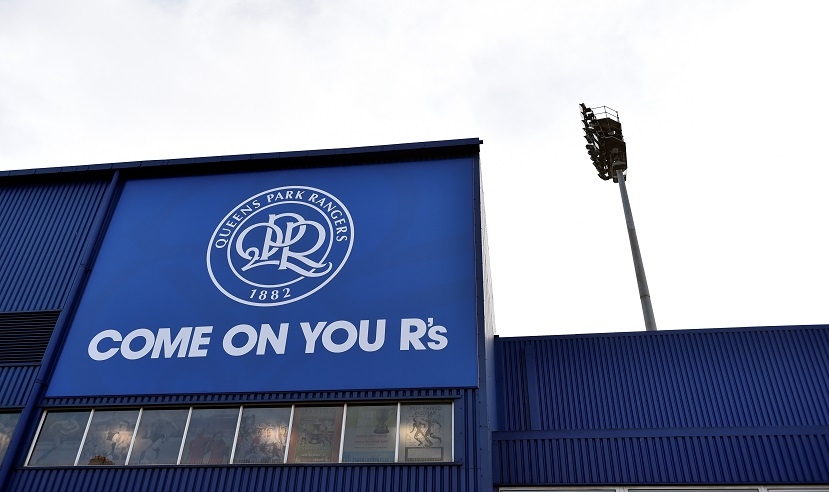 QUEENS PARK RANGERS
QPR
1882
COME ON YOU R's